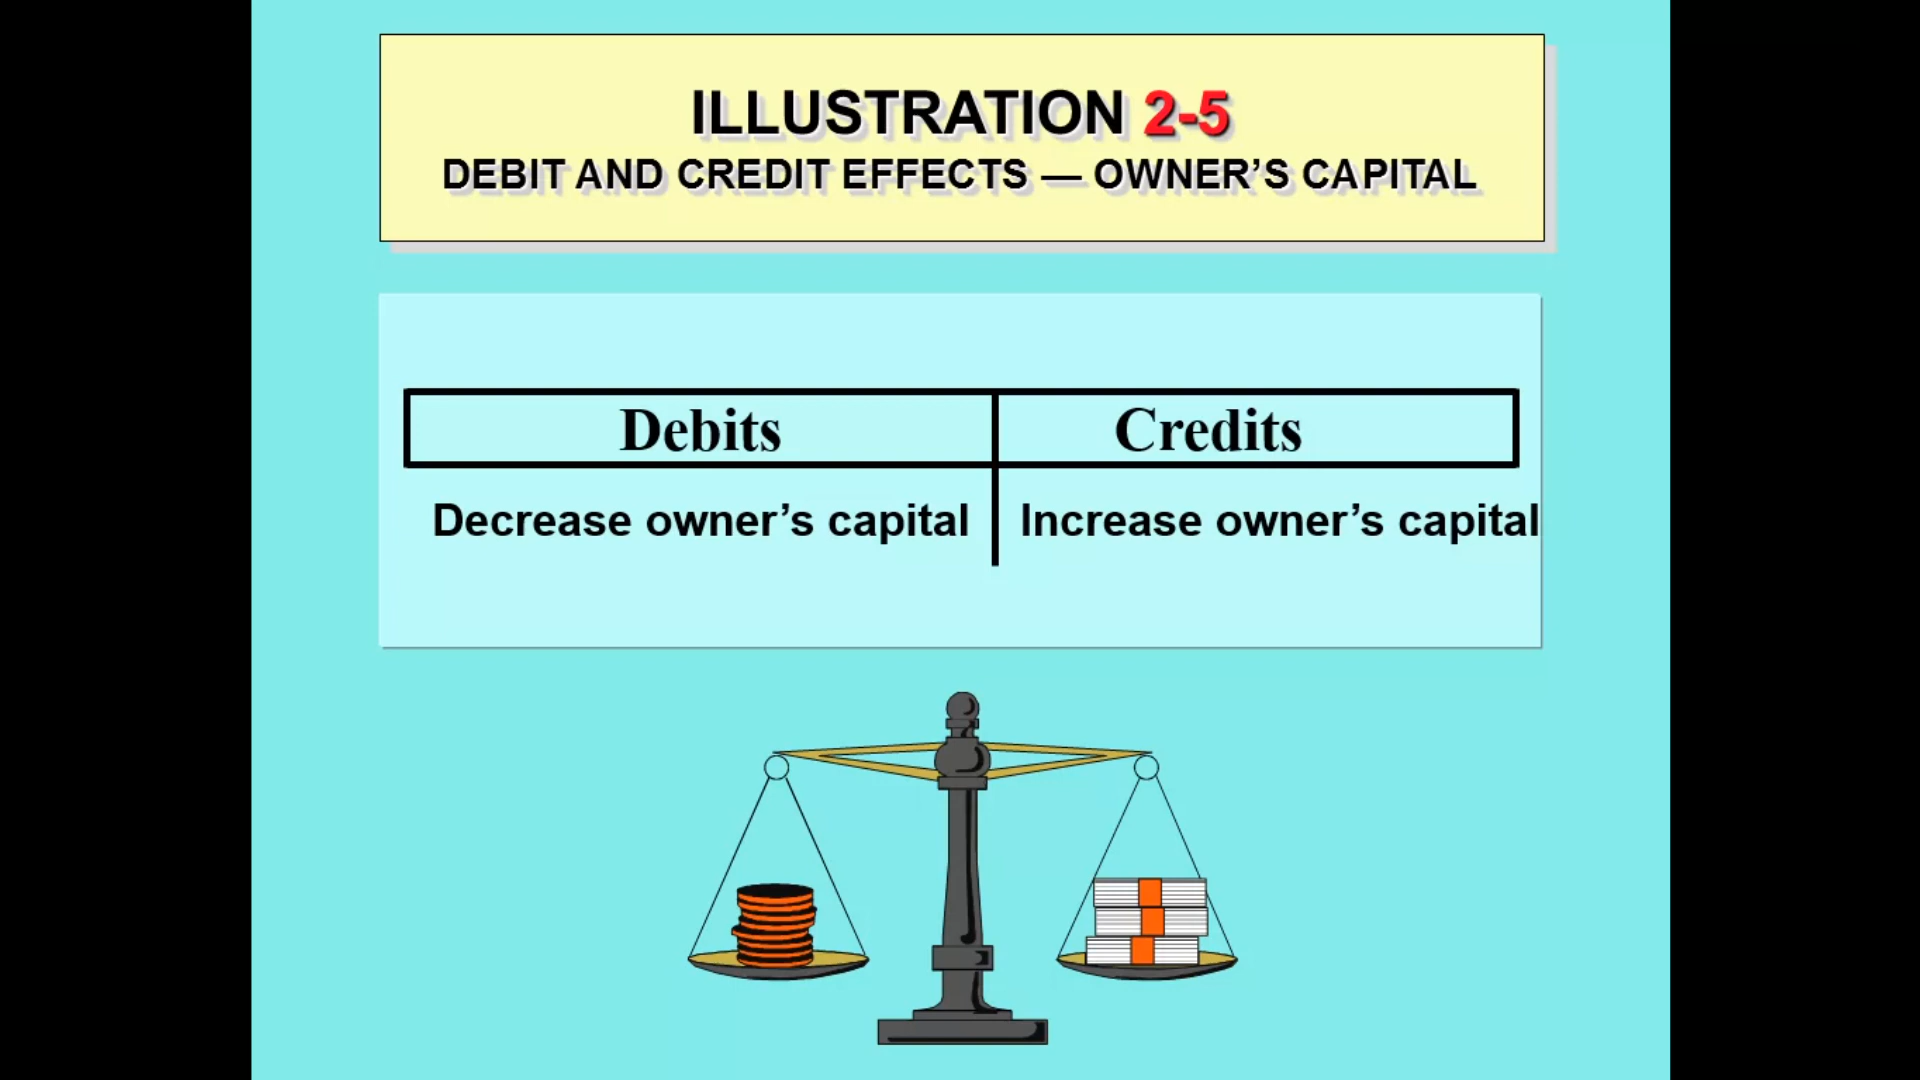 ILLUSTRATION 2-5
DEBIT AND CREDIT EFFECTS — OWNER’S CAPITAL
Debits Credits
Decrease owner’s capital Increase owner’s capital